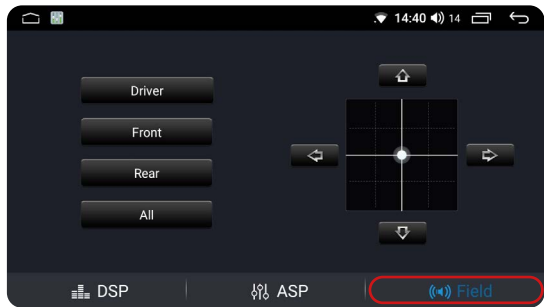 14:40 14
Driver
Front
Rear
All
DSP ASP Field